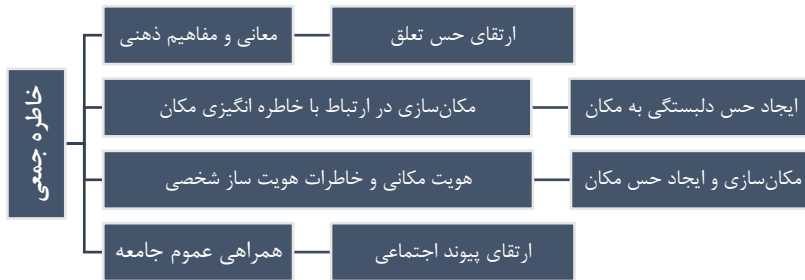 خاطره جمعی
معانی و مفاهیم ذهنی
ارتقای حس تعلق
مکان‌سازی در ارتباط با خاطره انگیزی مکان
ایجاد حس دلبستگی به مکان
هویت مکانی و خاطرات هویت ساز شخصی
مکان‌سازی و ایجاد حس مکان
همراهی عموم جامعه
ارتقای پیوند اجتماعی